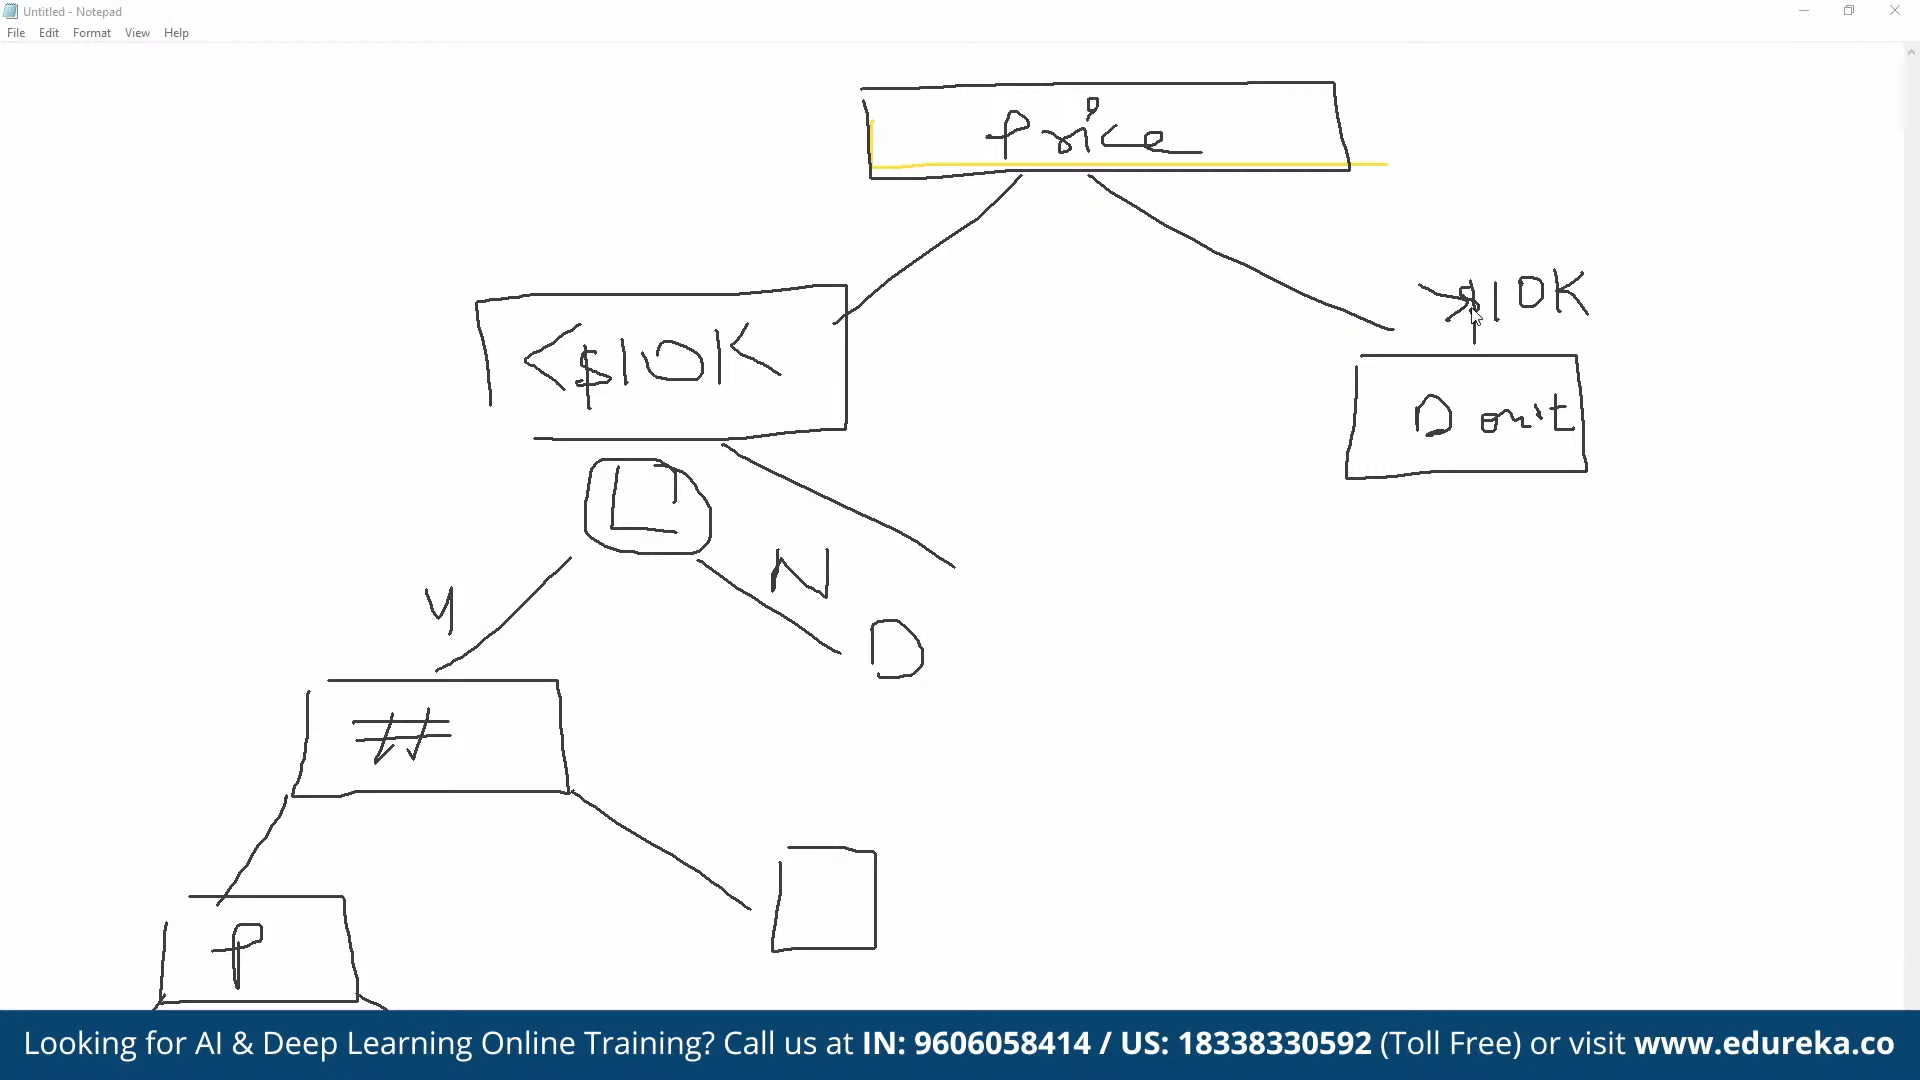 Untitled - Notepad
File Edit Format View Help
Price
>$10K
<$10K
Don't
L
N
Y
D
#
P
Looking for AI & Deep Learning Online Training? Call us at IN: 9606058414 / US: 18338330592 (Toll Free) or visit www.edureka.co